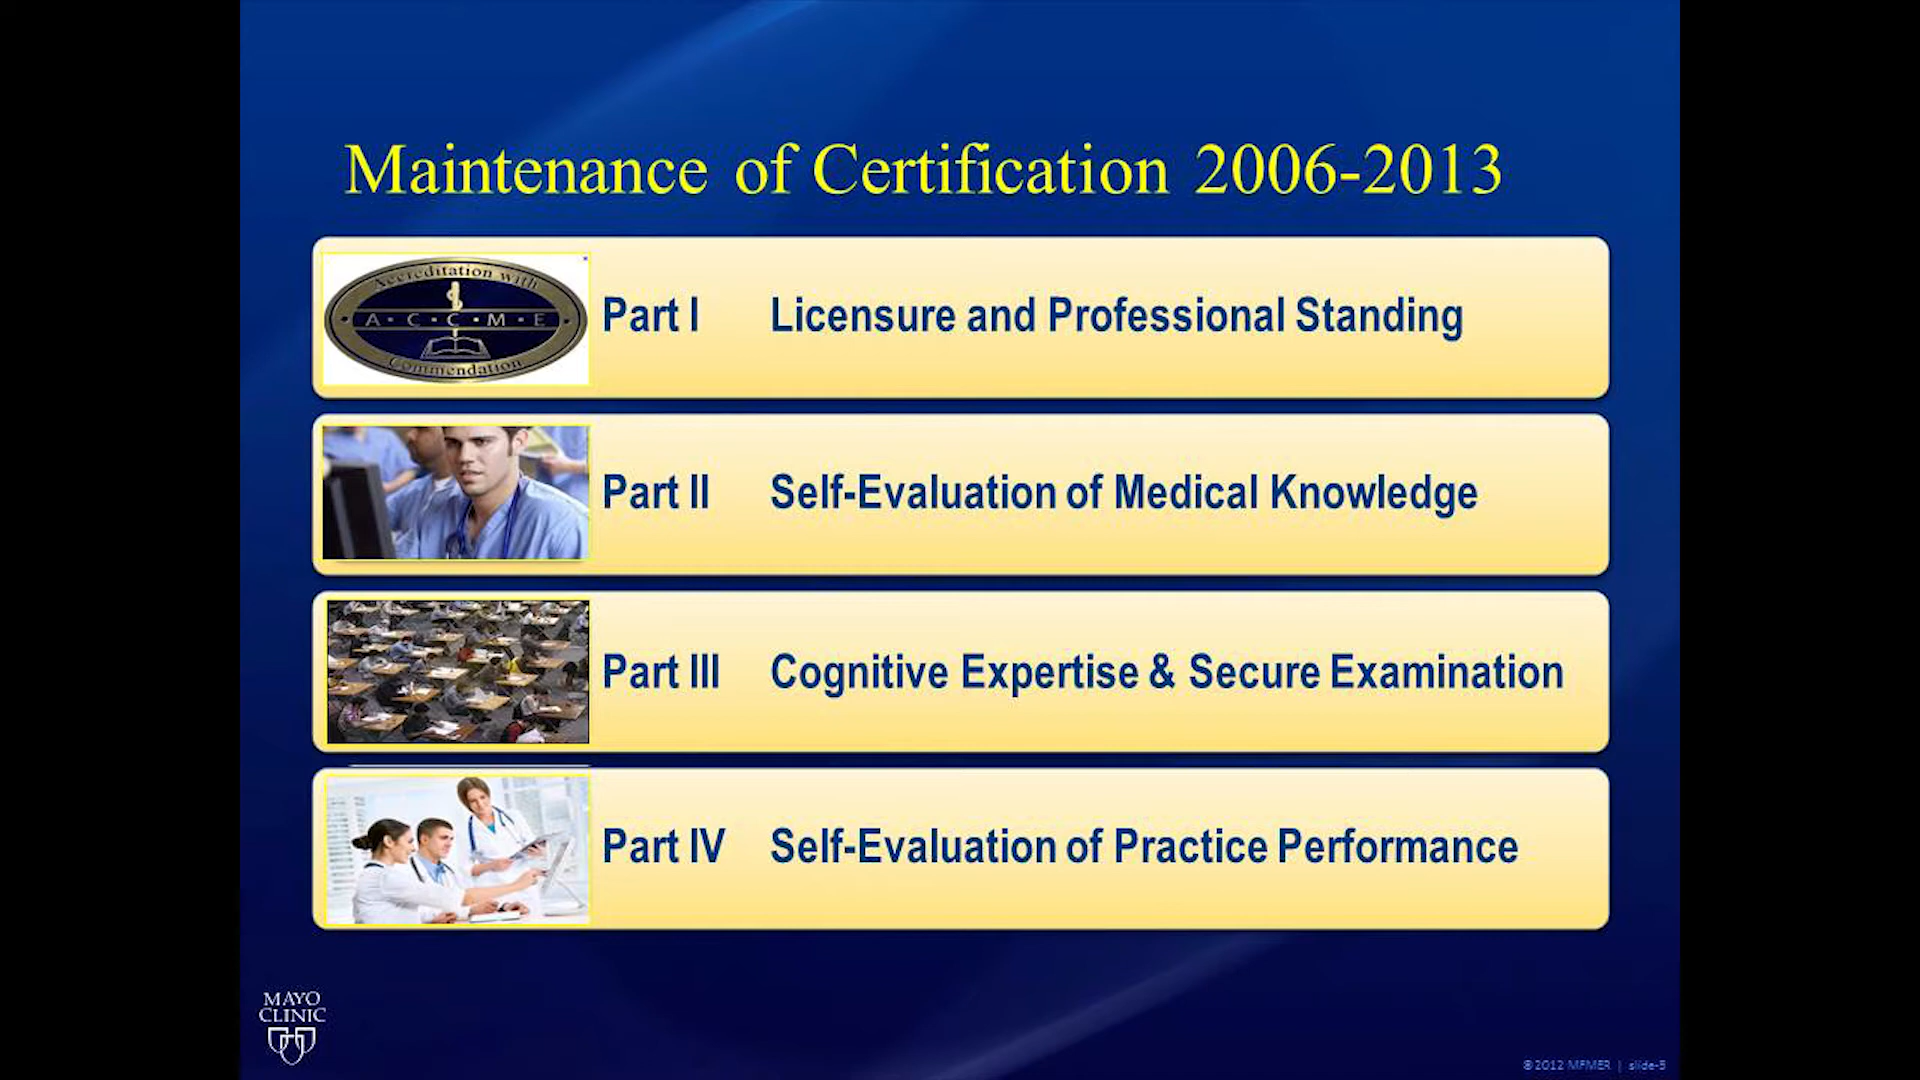 Maintenance of Certification 2006-2013
Accreditation with
A•C•C•M•E
Commendation
Part I Licensure and Professional Standing
Part II Self-Evaluation of Medical Knowledge
Part III Cognitive Expertise & Secure Examination
Part IV Self-Evaluation of Practice Performance
MAYO
CLINIC
©2012 MFMER | slide-5